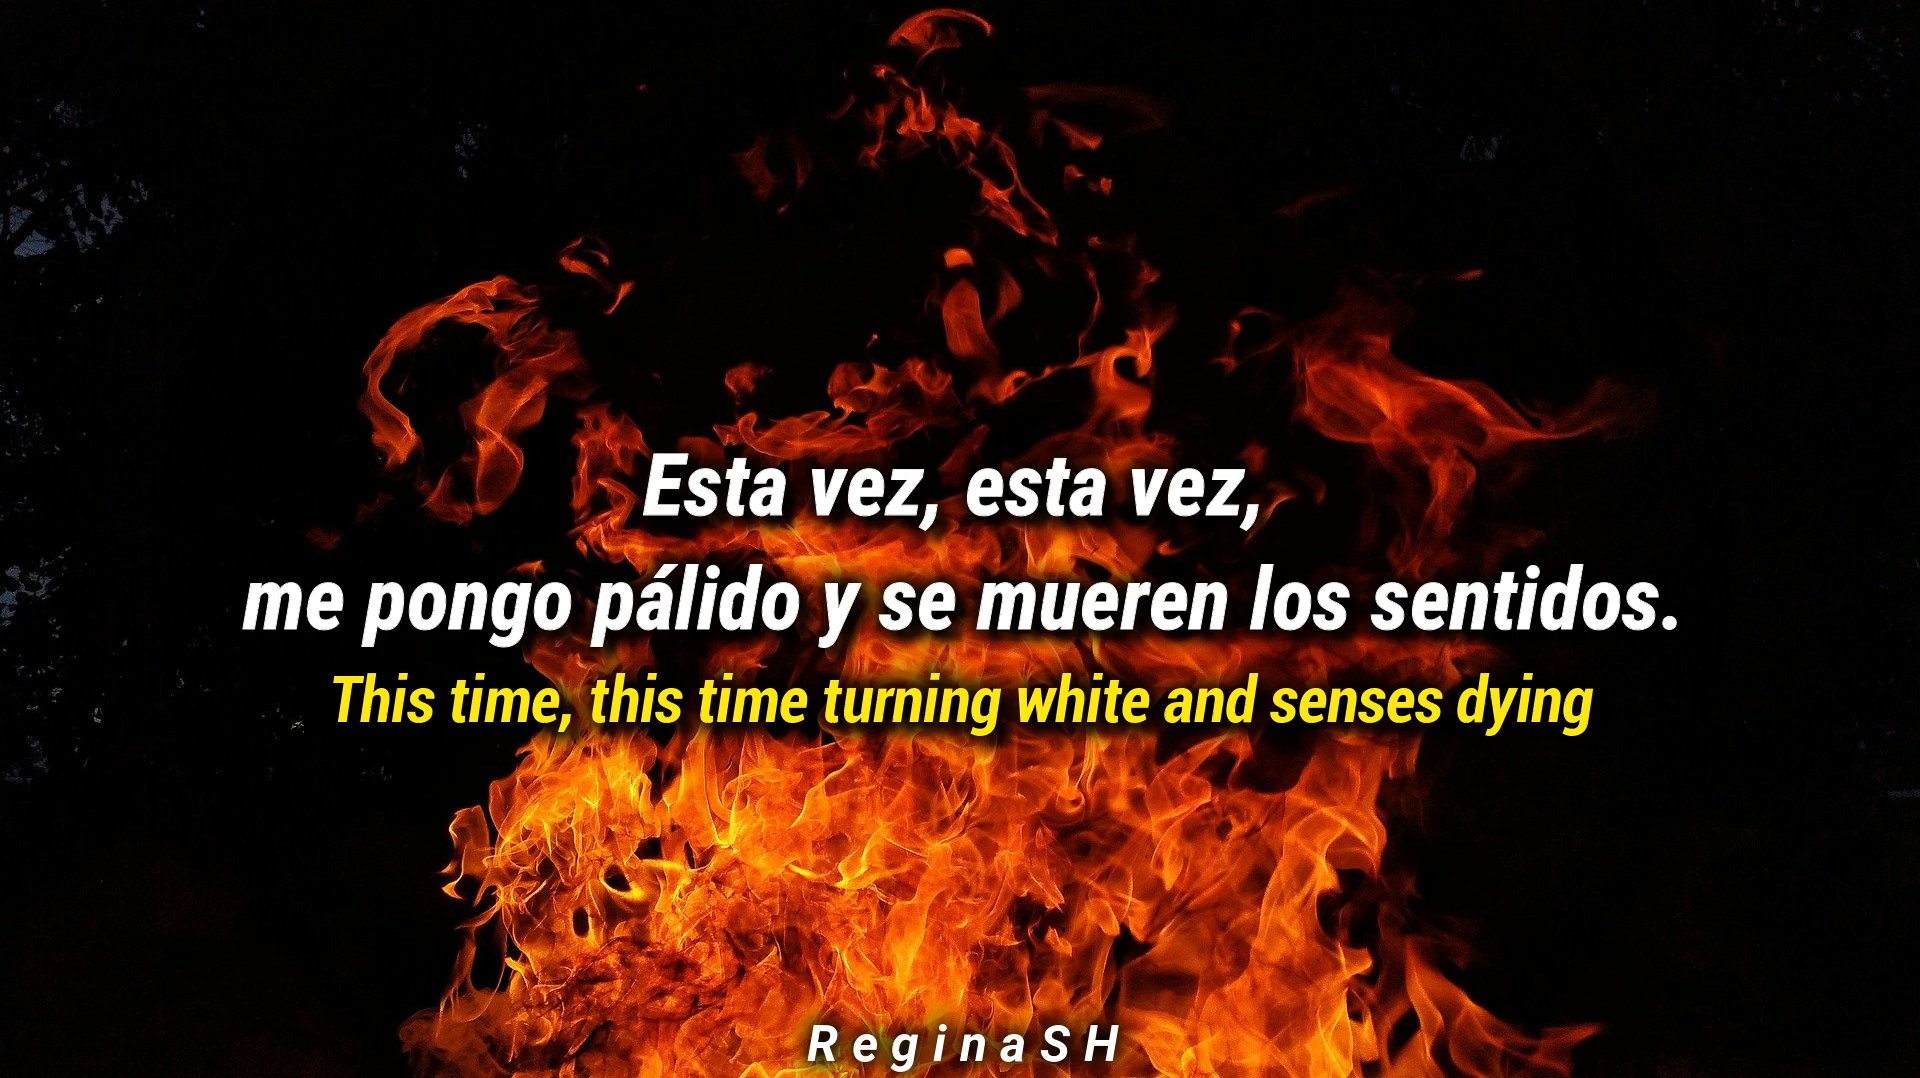 Esta vez, esta vez,
me pongo pálido y se mueren los sentidos.
This time, this time turning white and senses dying
ReginaSH